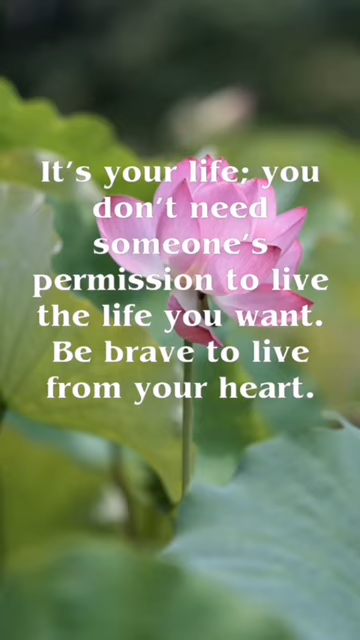 It's your life; you
don't need
someone's
permission to live
the life you want.
Be brave to live
from your heart.